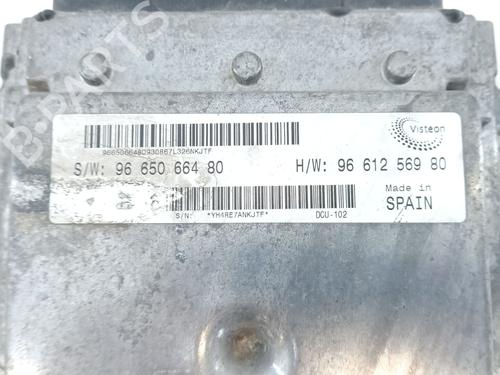 Visteon
9665066480930867L326NKJTF
S/W: 96 650 664 80
H/W: 96 612 569 80
Made in
SPAIN
S/N: *YH4RE7ANKJTF*
DCU-102
B-PARTS